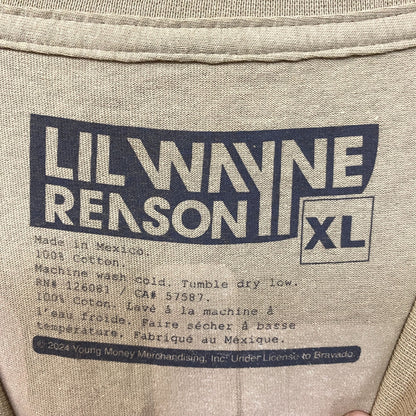 LIL WAYNE
REASON
XL
Made in Mexico.
100% Cotton.
Machine wash cold. Tumble dry low.
RN# 126081 / CA# 57587.
100% Coton. Lavé à la machine à
l'eau froide. Faire sécher à basse
température. Fabriqué au Méxique.
© 2024 Young Money Merchandising, Inc. Under License to Bravado.